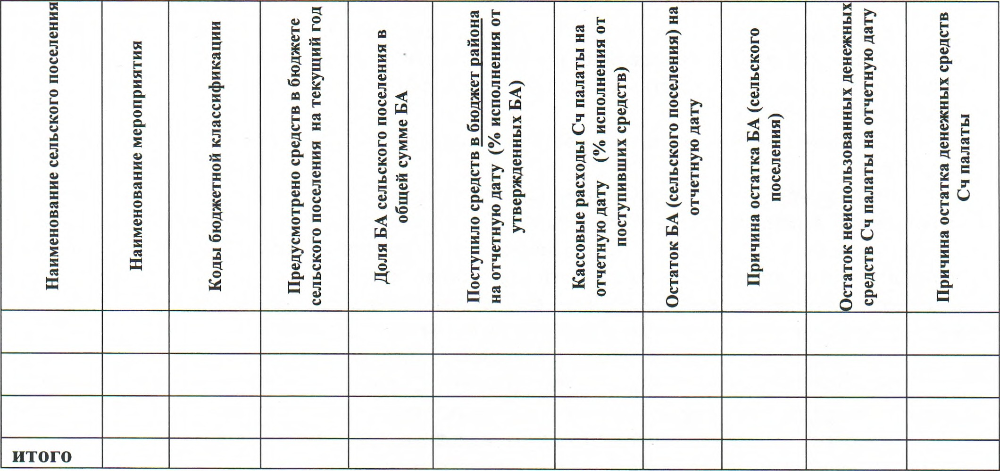 Наименование сельского поселения
Наименование мероприятия
Коды бюджетной классификации
Предусмотрено средств в бюджете
сельского поселения на текущий год
Доля БА сельского поселения в
общей сумме БА
Поступило средств в бюджет района
на отчетную дату (% исполнения от
утвержденных БА)
Кассовые расходы Сч палаты на
отчетную дату (% исполнения от
поступивших средств)
Остаток БА (сельского поселения) на
отчетную дату
Причина остатка БА (сельского
поселения)
Остаток неиспользованных денежных
средств Сч палаты на отчетную дату
Причина остатка денежных средств
Сч палаты
итого